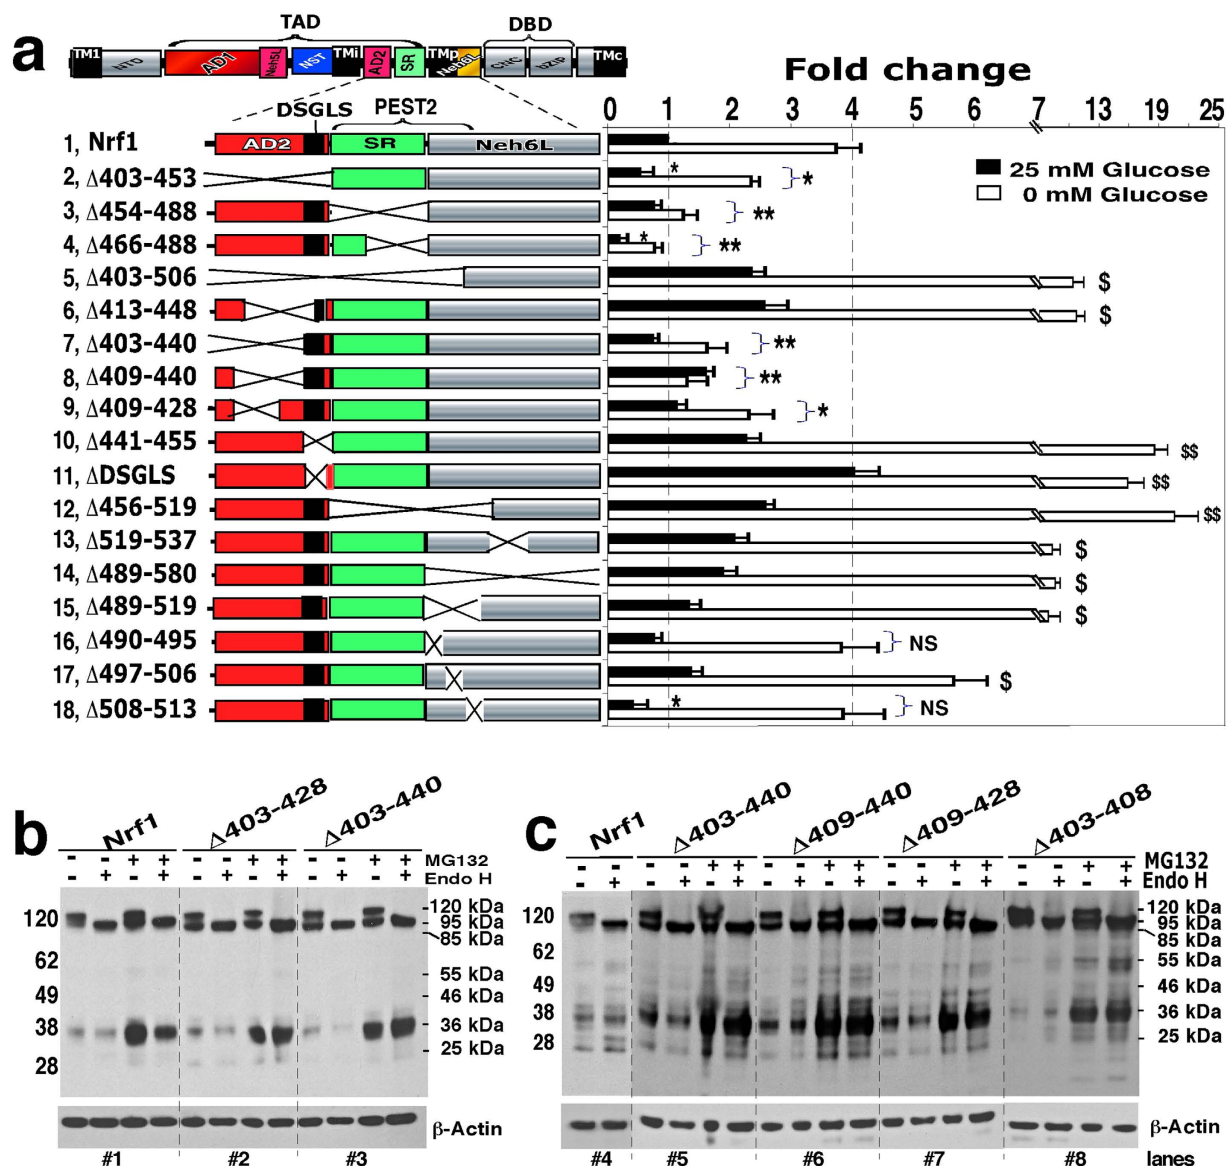 a
TAD
DBD
TM1 NTD AD1 Neh5L NST TMi AD2 SR TMp Neh6L CNC bZIP TMc
Fold change
DSGLS PEST2
0 1 2 3 4 5 6 7 13 19 25
1, Nrf1 AD2 SR Neh6L
25 mM Glucose
0 mM Glucose
2, Δ403-453 * *
3, Δ454-488 **
4, Δ466-488 * **
5, Δ403-506 $
6, Δ413-448 $
7, Δ403-440 **
8, Δ409-440 **
9, Δ409-428 *
10, Δ441-455 $$
11, ΔDSGLS $$
12, Δ456-519 $$
13, Δ519-537 $
14, Δ489-580 $
15, Δ489-519 $
16, Δ490-495 NS
17, Δ497-506 $
18, Δ508-513 * NS
b
Nrf1 Δ403-428 Δ403-440
- - + + - - + + - - + + MG132
- + - + - + - + - + - + Endo H
120
62
49
38
28
120 kDa
95 kDa
85 kDa
55 kDa
46 kDa
36 kDa
25 kDa
β-Actin
#1 #2 #3
c
Nrf1 Δ403-440 Δ409-440 Δ409-428 Δ403-408
- - - - + + - - + + - - + + - - + + MG132
- + - + - + - + - + - + - + - + - + Endo H
120
62
49
38
28
120 kDa
95 kDa
85 kDa
55 kDa
46 kDa
36 kDa
25 kDa
β-Actin
#4 #5 #6 #7 #8 lanes